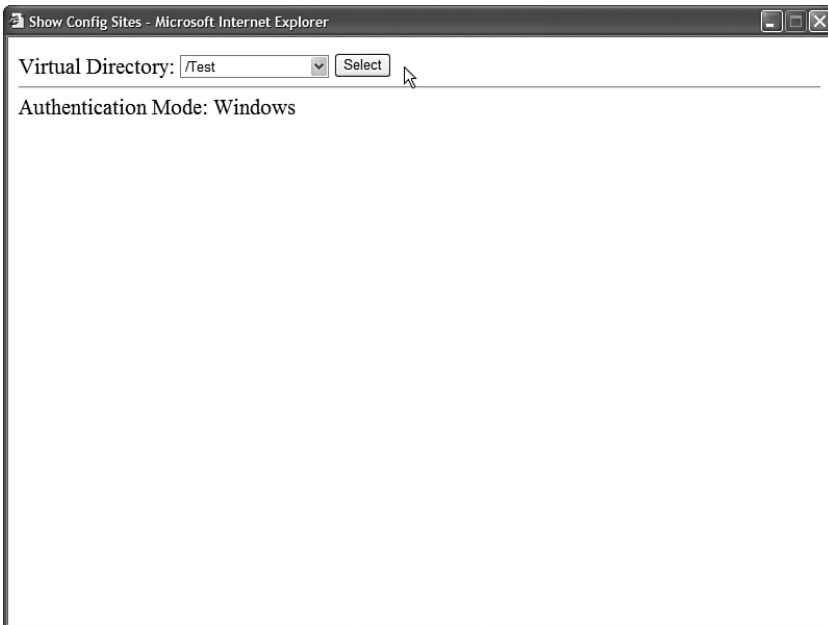 Show Config Sites - Microsoft Internet Explorer
Virtual Directory: /Test Select
Authentication Mode: Windows